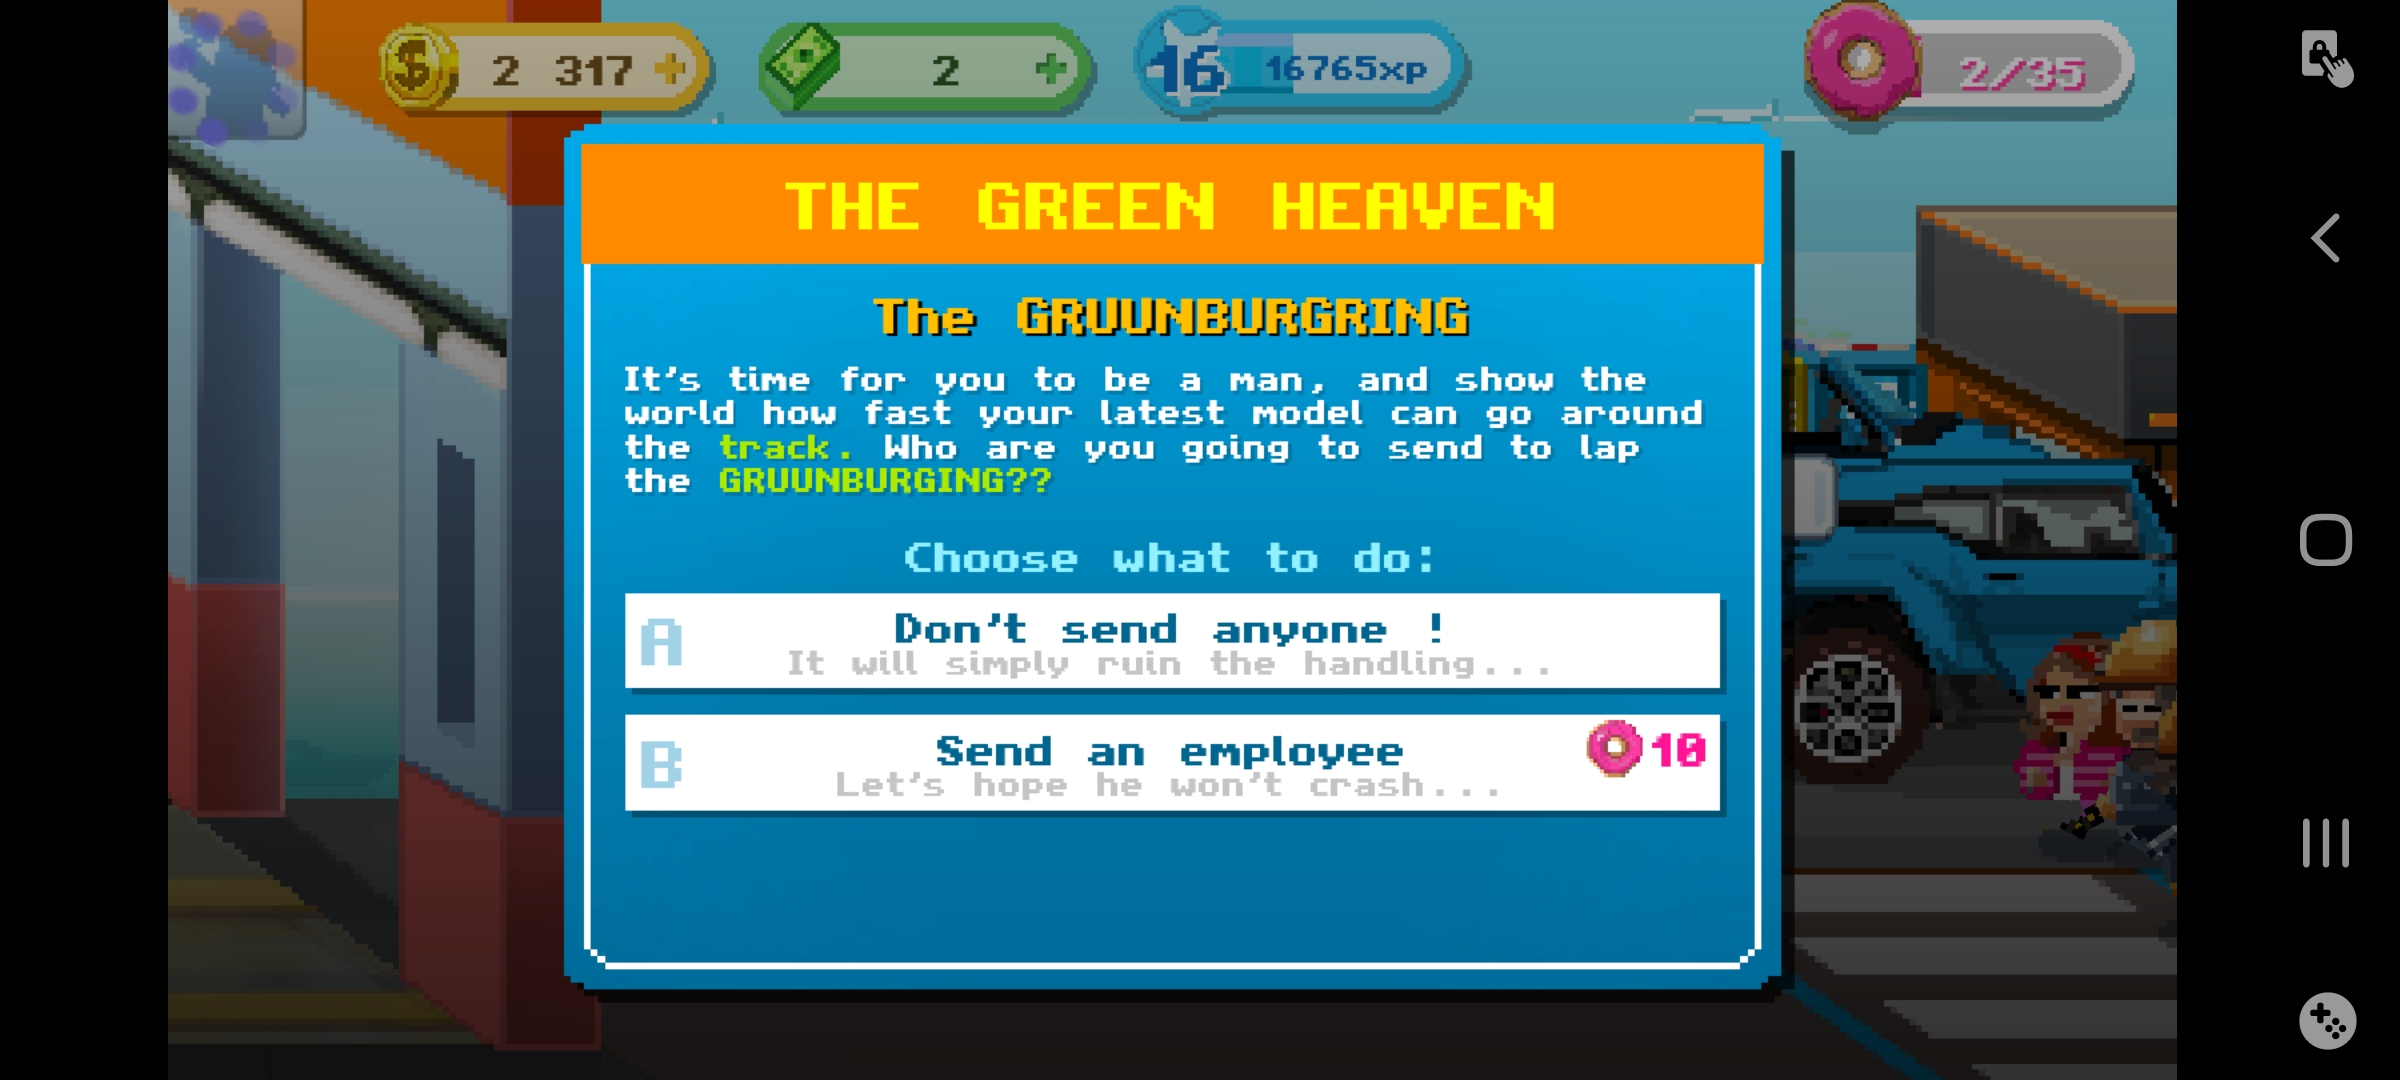 $ 2 317 +
2 +
16 16765xp
2/35
THE GREEN HEAVEN
The GRUUNBURGRING
It's time for you to be a man, and show the
world how fast your latest model can go around
the track. Who are you going to send to lap
the GRUUNBURGING??
Choose what to do:
A Don't send anyone !
It will simply ruin the handling...
B Send an employee 10
Let's hope he won't crash...